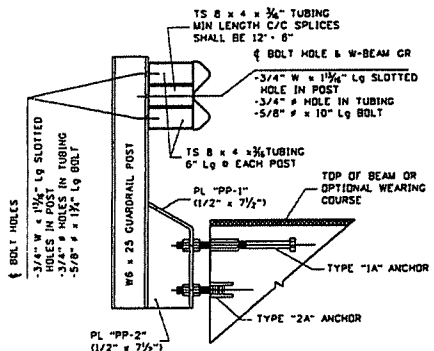 TS 8 x 4 x 3/16" TUBING
MIN LENGTH C/C SPLICES
SHALL BE 12' - 6"
℄ BOLT HOLE & W-BEAM GR
-3/4" W x 1 13/16" Lg SLOTTED
HOLE IN POST
-3/4" ø HOLE IN TUBING
-5/8" ø x 10" Lg BOLT
TS 8 x 4 x 3/16 TUBING
6" Lg @ EACH POST
℄ BOLT HOLES
-3/4" W x 1 13/16" Lg SLOTTED
HOLES IN POST
-3/4" ø HOLES IN TUBING
-5/8" ø x 1 3/4" Lg BOLT
W6 x 25 GUARDRAIL POST
PL "PP-1"
(1/2" x 7 1/2")
TOP OF BEAM OR
OPTIONAL WEARING
COURSE
TYPE "1A" ANCHOR
TYPE "2A" ANCHOR
PL "PP-2"
(1/2" x 7 1/2")